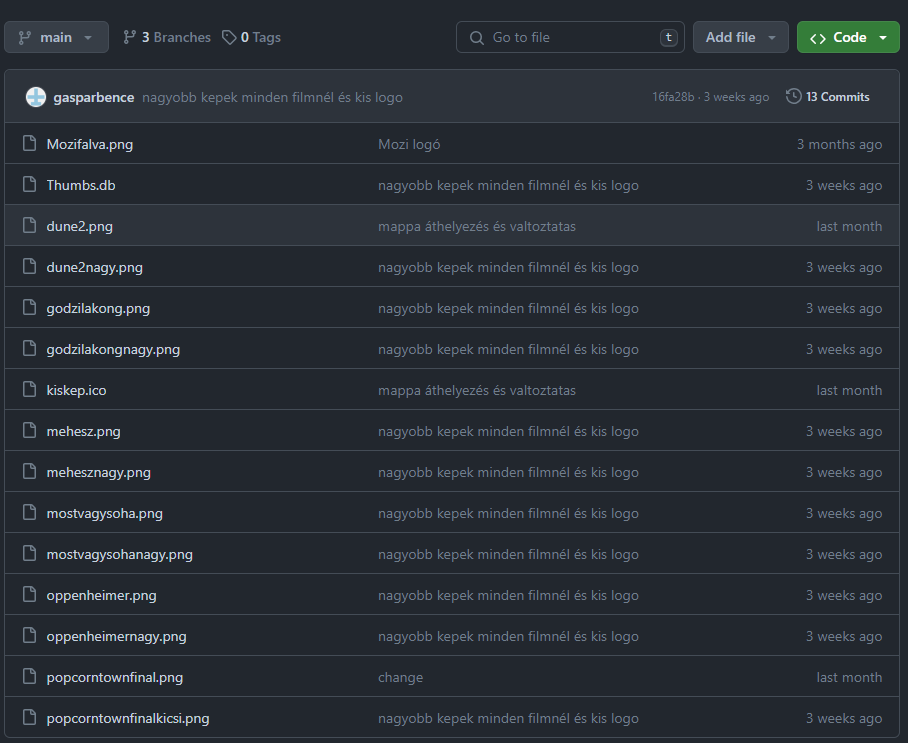 main 3 Branches 0 Tags Go to file t Add file Code
gasparbence nagyobb kepek minden filmnél és kis logo 16fa28b · 3 weeks ago 13 Commits
Mozifalva.png Mozi logó 3 months ago
Thumbs.db nagyobb kepek minden filmnél és kis logo 3 weeks ago
dune2.png mappa áthelyezés és valtoztatas last month
dune2nagy.png nagyobb kepek minden filmnél és kis logo 3 weeks ago
godzilakong.png nagyobb kepek minden filmnél és kis logo 3 weeks ago
godzilakongnagy.png nagyobb kepek minden filmnél és kis logo 3 weeks ago
kiskep.ico mappa áthelyezés és valtoztatas last month
mehesz.png nagyobb kepek minden filmnél és kis logo 3 weeks ago
mehesznagy.png nagyobb kepek minden filmnél és kis logo 3 weeks ago
mostvagysoha.png nagyobb kepek minden filmnél és kis logo 3 weeks ago
mostvagysohanagy.png nagyobb kepek minden filmnél és kis logo 3 weeks ago
oppenheimer.png nagyobb kepek minden filmnél és kis logo 3 weeks ago
oppenheimernagy.png nagyobb kepek minden filmnél és kis logo 3 weeks ago
popcorntownfinal.png change last month
popcorntownfinalkicsi.png nagyobb kepek minden filmnél és kis logo 3 weeks ago